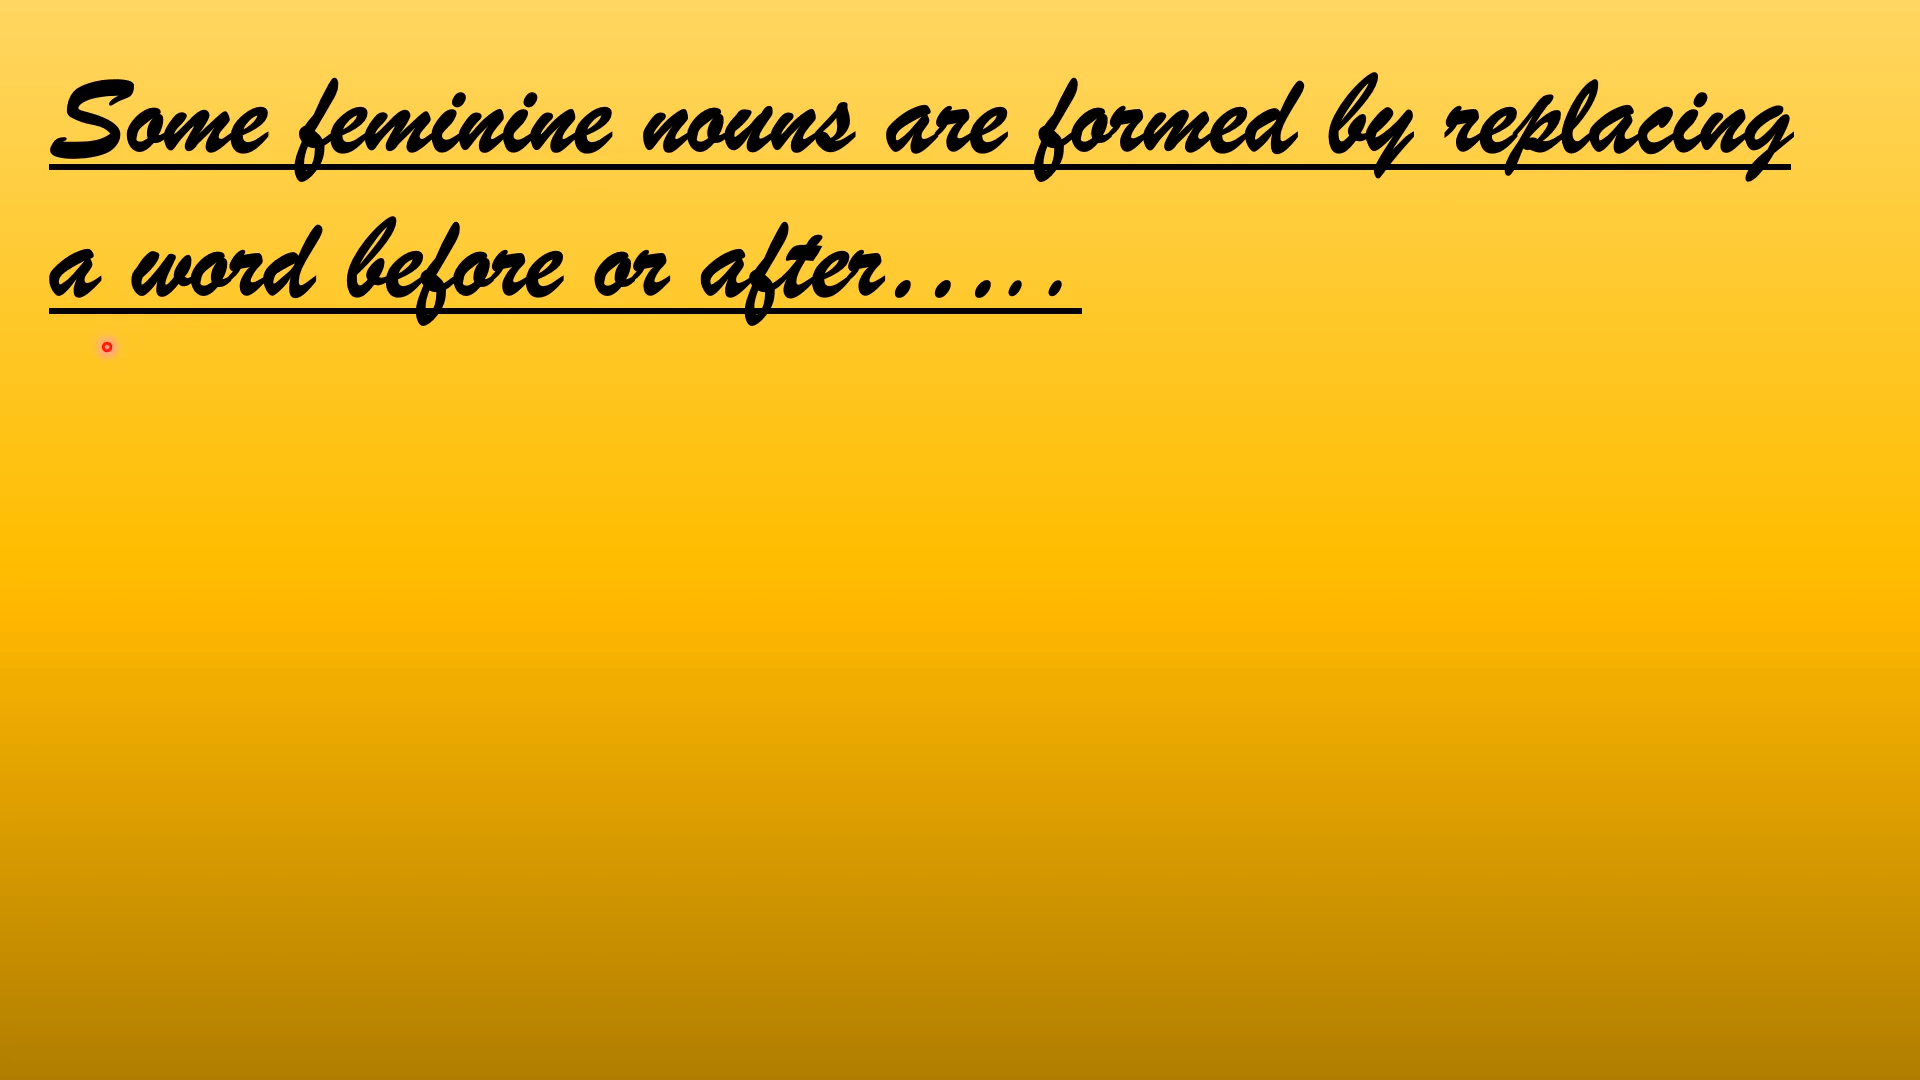 Some feminine nouns are formed by replacing
a word before or after.....